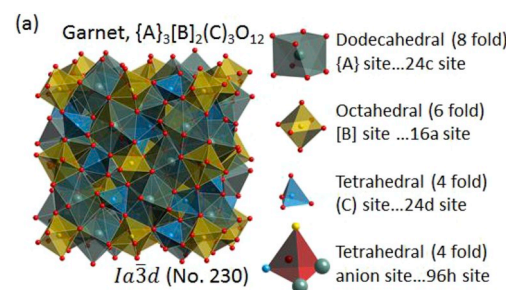 (a)
Garnet, {A}₃[B]₂(C)₃O₁₂
Dodecahedral (8 fold)
{A} site...24c site
Octahedral (6 fold)
[B] site ...16a site
Tetrahedral (4 fold)
(C) site...24d site
Tetrahedral (4 fold)
anion site...96h site
Ia3̅d (No. 230)